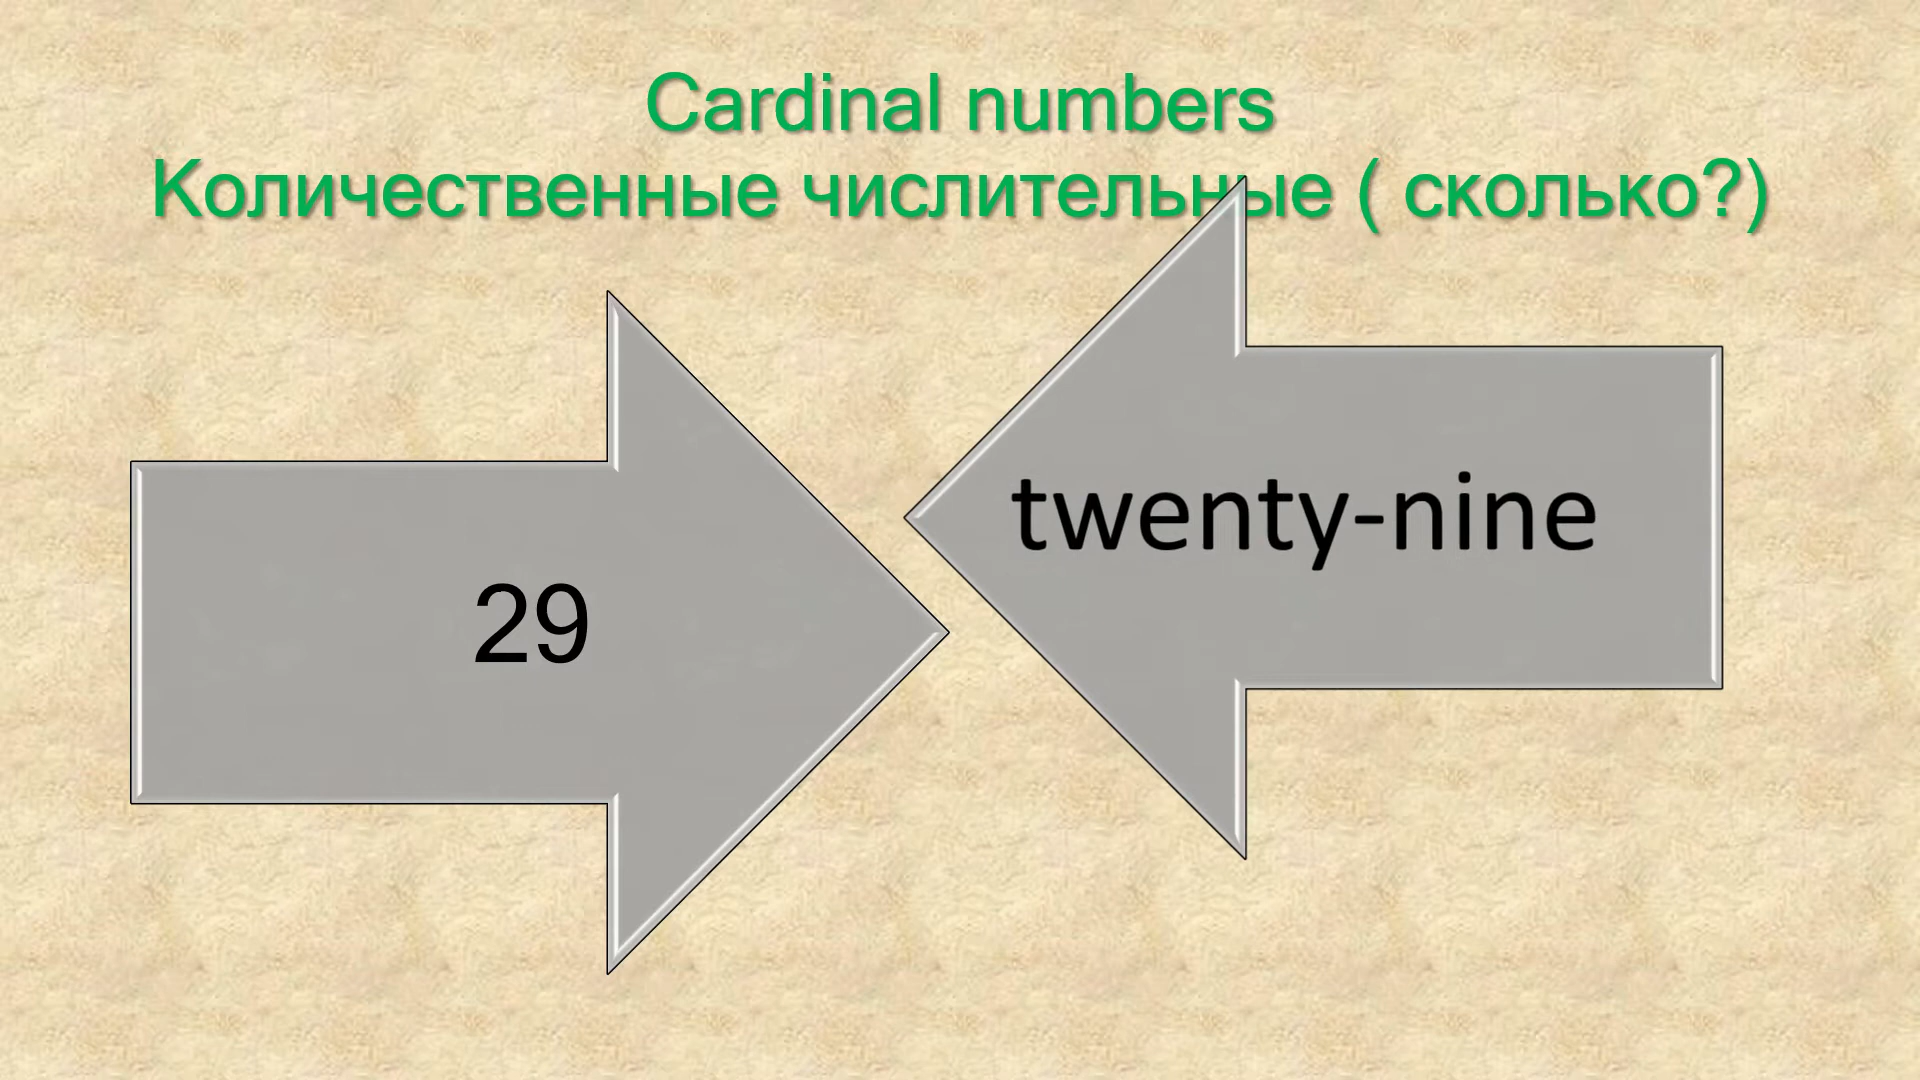 Cardinal numbers
Количественные числительные ( сколько?)
29
twenty-nine